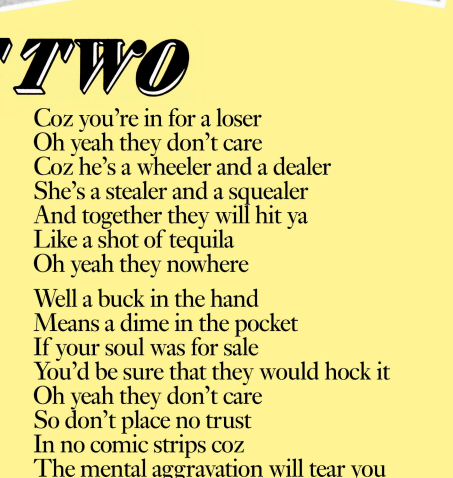 TWO
Coz you're in for a loser
Oh yeah they don't care
Coz he's a wheeler and a dealer
She's a stealer and a squealer
And together they will hit ya
Like a shot of tequila
Oh yeah they nowhere
Well a buck in the hand
Means a dime in the pocket
If your soul was for sale
You'd be sure that they would hock it
Oh yeah they don't care
So don't place no trust
In no comic strips coz
The mental aggravation will tear you